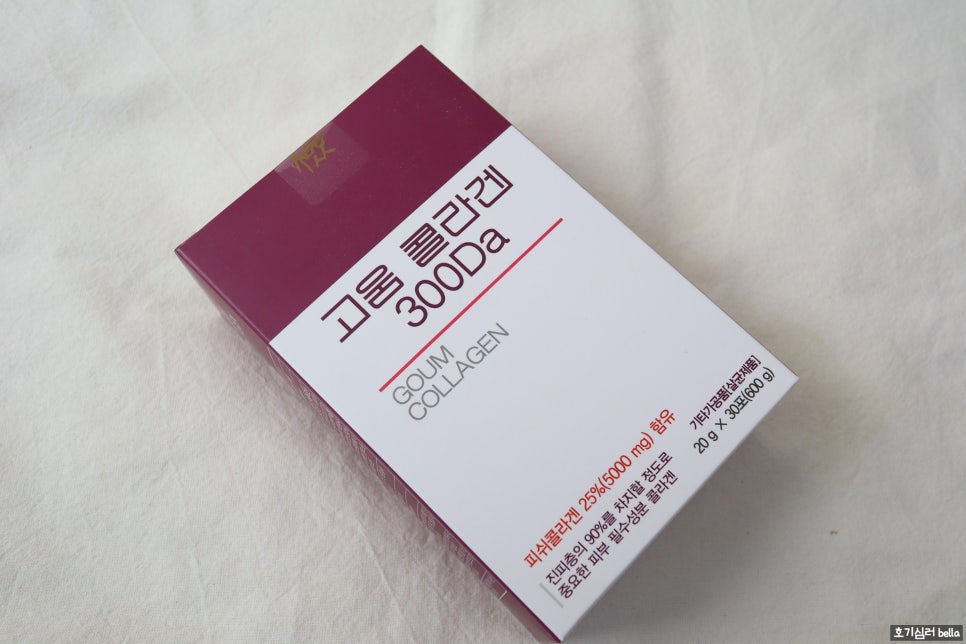 고움 콜라겐
300Da
GOUM
COLLAGEN
피쉬콜라겐 25%(5000 mg) 함유
진피층의 90%를 차지할 정도로
중요한 피부 필수성분 콜라겐
기타가공품[살균제품]
20 g × 30포(600 g)
호기심러 bella